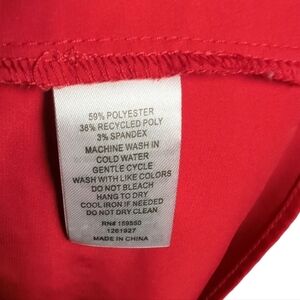 59% POLYESTER
38% RECYCLED POLY
3% SPANDEX
MACHINE WASH IN
COLD WATER
GENTLE CYCLE
WASH WITH LIKE COLORS
DO NOT BLEACH
HANG TO DRY
COOL IRON IF NEEDED
DO NOT DRY CLEAN
RN# 159550
1261927
MADE IN CHINA